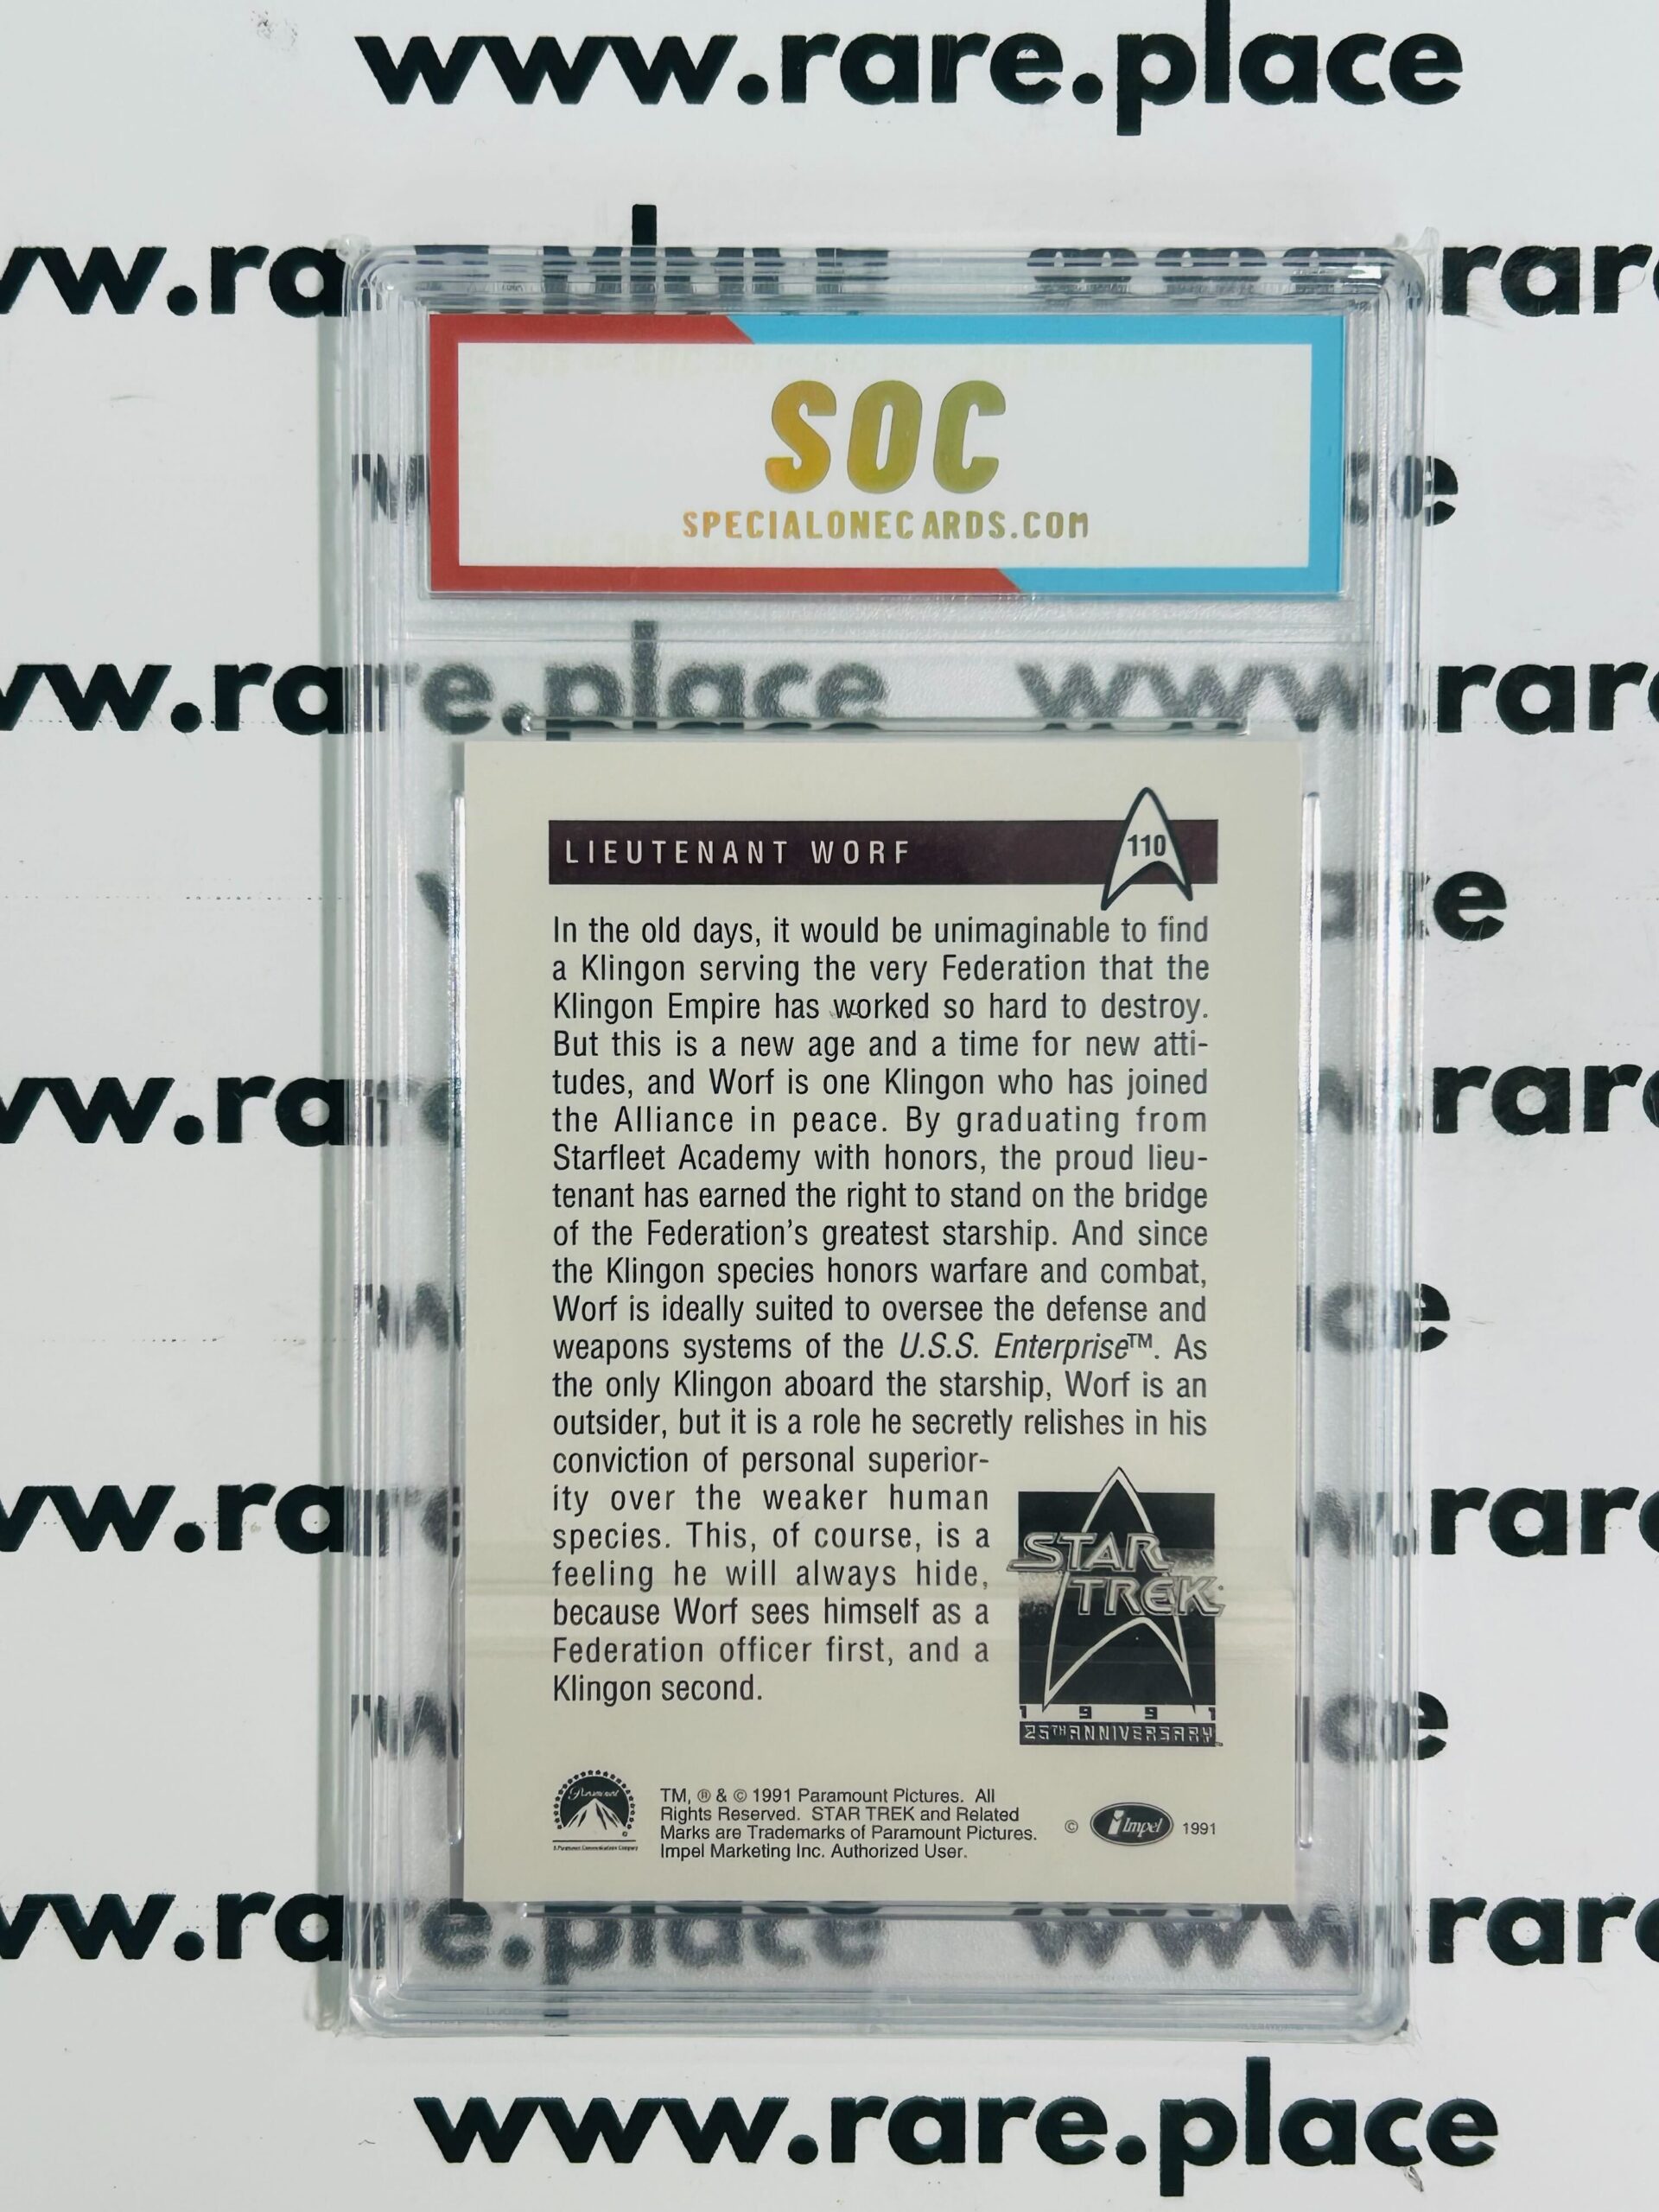 www.rare.place
SOC
SPECIALONECARDS.COM
LIEUTENANT WORF
110
In the old days, it would be unimaginable to find
a Klingon serving the very Federation that the
Klingon Empire has worked so hard to destroy.
But this is a new age and a time for new atti-
tudes, and Worf is one Klingon who has joined
the Alliance in peace. By graduating from
Starfleet Academy with honors, the proud lieu-
tenant has earned the right to stand on the bridge
of the Federation's greatest starship. And since
the Klingon species honors warfare and combat,
Worf is ideally suited to oversee the defense and
weapons systems of the U.S.S. Enterprise™. As
the only Klingon aboard the starship, Worf is an
outsider, but it is a role he secretly relishes in his
conviction of personal superior-
ity over the weaker human
species. This, of course, is a
feeling he will always hide,
because Worf sees himself as a
Federation officer first, and a
Klingon second.
STAR
TREK
1991
25TH ANNIVERSARY
Paramount
A Paramount Communications Company
TM, ® & © 1991 Paramount Pictures. All
Rights Reserved. STAR TREK and Related
Marks are Trademarks of Paramount Pictures.
Impel Marketing Inc. Authorized User.
© Impel 1991
www.rare.place